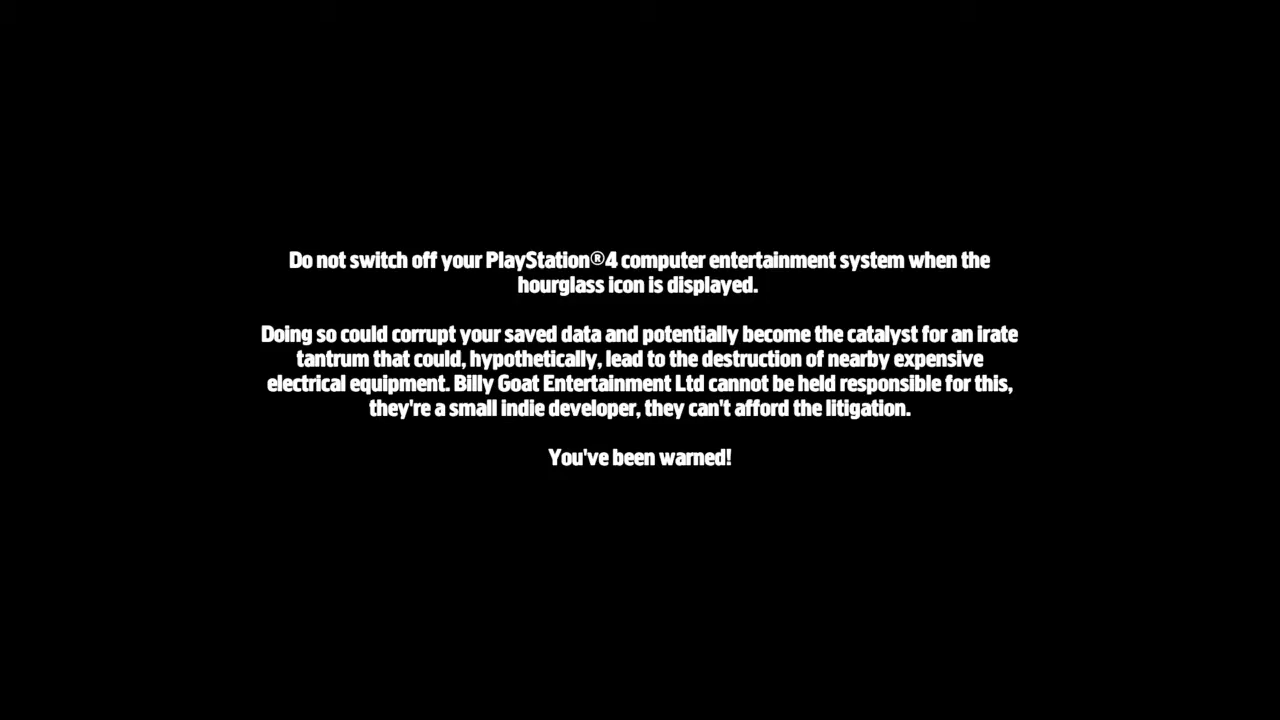 Do not switch off your PlayStation®4 computer entertainment system when the
hourglass icon is displayed.
Doing so could corrupt your saved data and potentially become the catalyst for an irate
tantrum that could, hypothetically, lead to the destruction of nearby expensive
electrical equipment. Billy Goat Entertainment Ltd cannot be held responsible for this,
they're a small indie developer, they can't afford the litigation.
You've been warned!